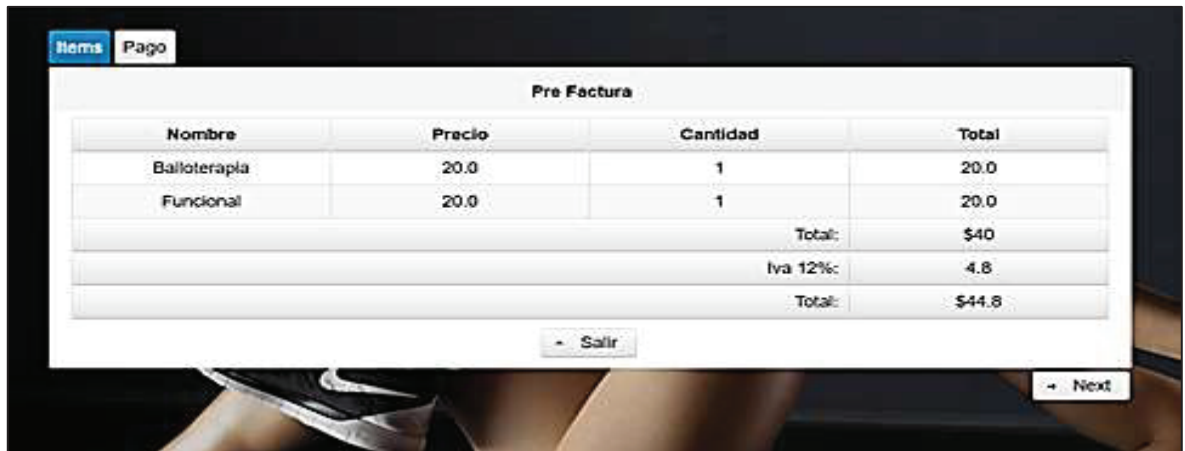 Items Pago
Pre Factura
Nombre Precio Cantidad Total
Bailoterapia 20.0 1 20.0
Funcional 20.0 1 20.0
Total: $40
Iva 12%: 4.8
Total: $44.8
Salir
Next